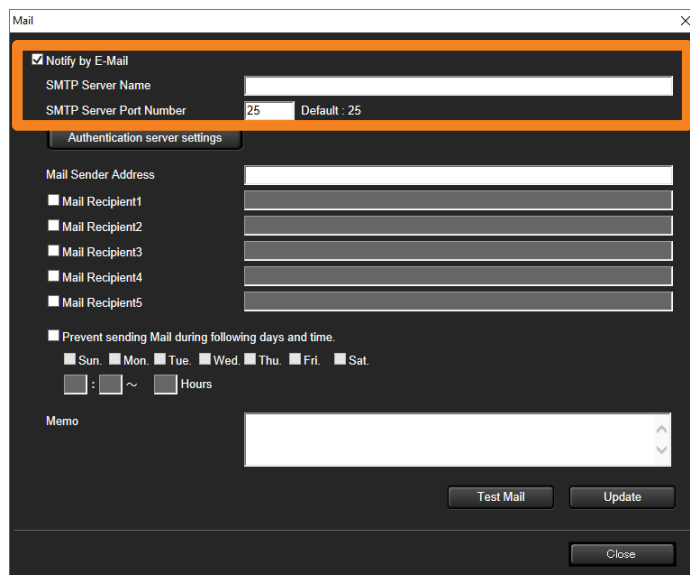 Mail
Notify by E-Mail
SMTP Server Name
SMTP Server Port Number 25 Default : 25
Authentication server settings
Mail Sender Address
Mail Recipient1
Mail Recipient2
Mail Recipient3
Mail Recipient4
Mail Recipient5
Prevent sending Mail during following days and time.
Sun. Mon. Tue. Wed. Thu. Fri. Sat.
: ~ Hours
Memo
Test Mail Update
Close